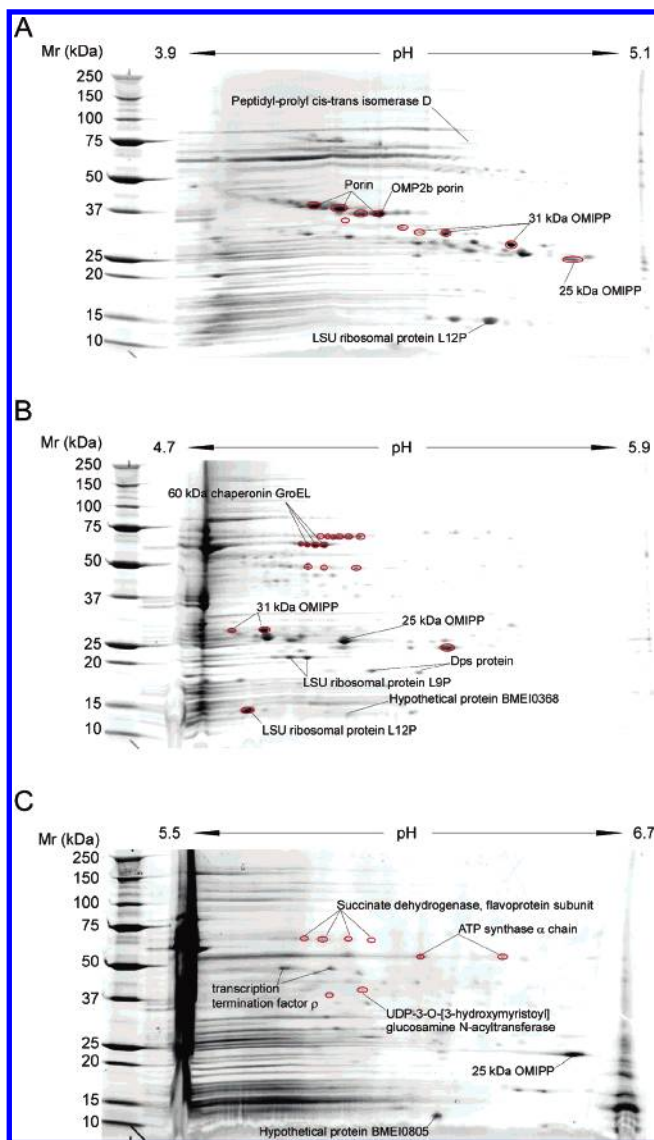 A
Mr (kDa) 3.9 pH 5.1
250
150
100
75
50
37
25
20
15
10
Peptidyl-prolyl cis-trans isomerase D
Porin
OMP2b porin
31 kDa OMIPP
25 kDa OMIPP
LSU ribosomal protein L12P
B
Mr (kDa) 4.7 pH 5.9
250
150
100
75
50
37
25
20
15
10
60 kDa chaperonin GroEL
31 kDa OMIPP
25 kDa OMIPP
Dps protein
LSU ribosomal protein L9P
Hypothetical protein BMEI0368
LSU ribosomal protein L12P
C
Mr (kDa) 5.5 pH 6.7
250
150
100
75
50
37
25
20
15
10
Succinate dehydrogenase, flavoprotein subunit
ATP synthase α chain
transcription
termination factor ρ
UDP-3-O-[3-hydroxymyristoyl]
glucosamine N-acyltransferase
25 kDa OMIPP
Hypothetical protein BMEI0805